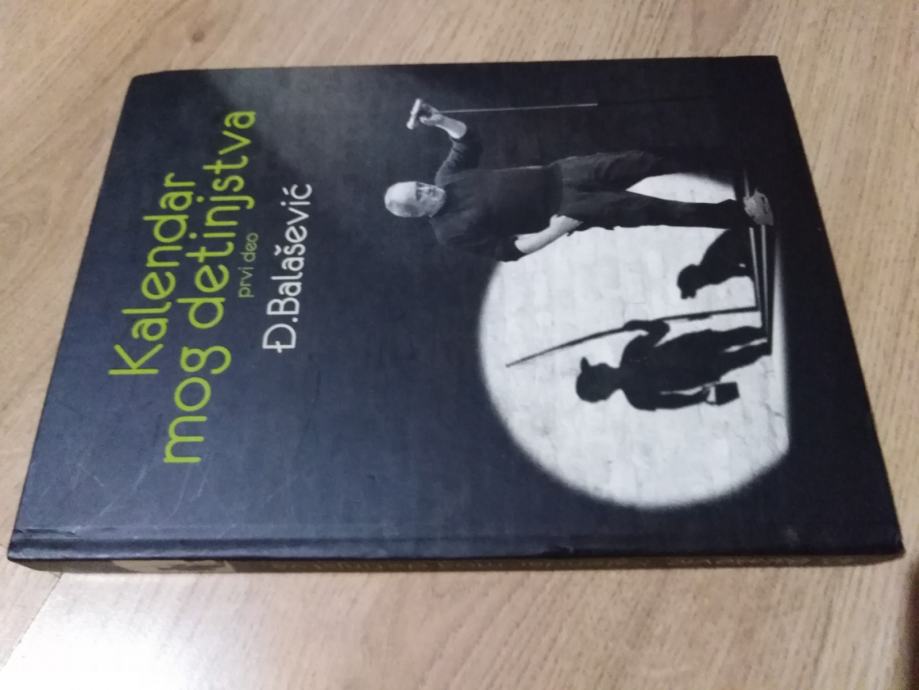 Kalendar
mog detinjstva
prvi deo
Đ.Balašević